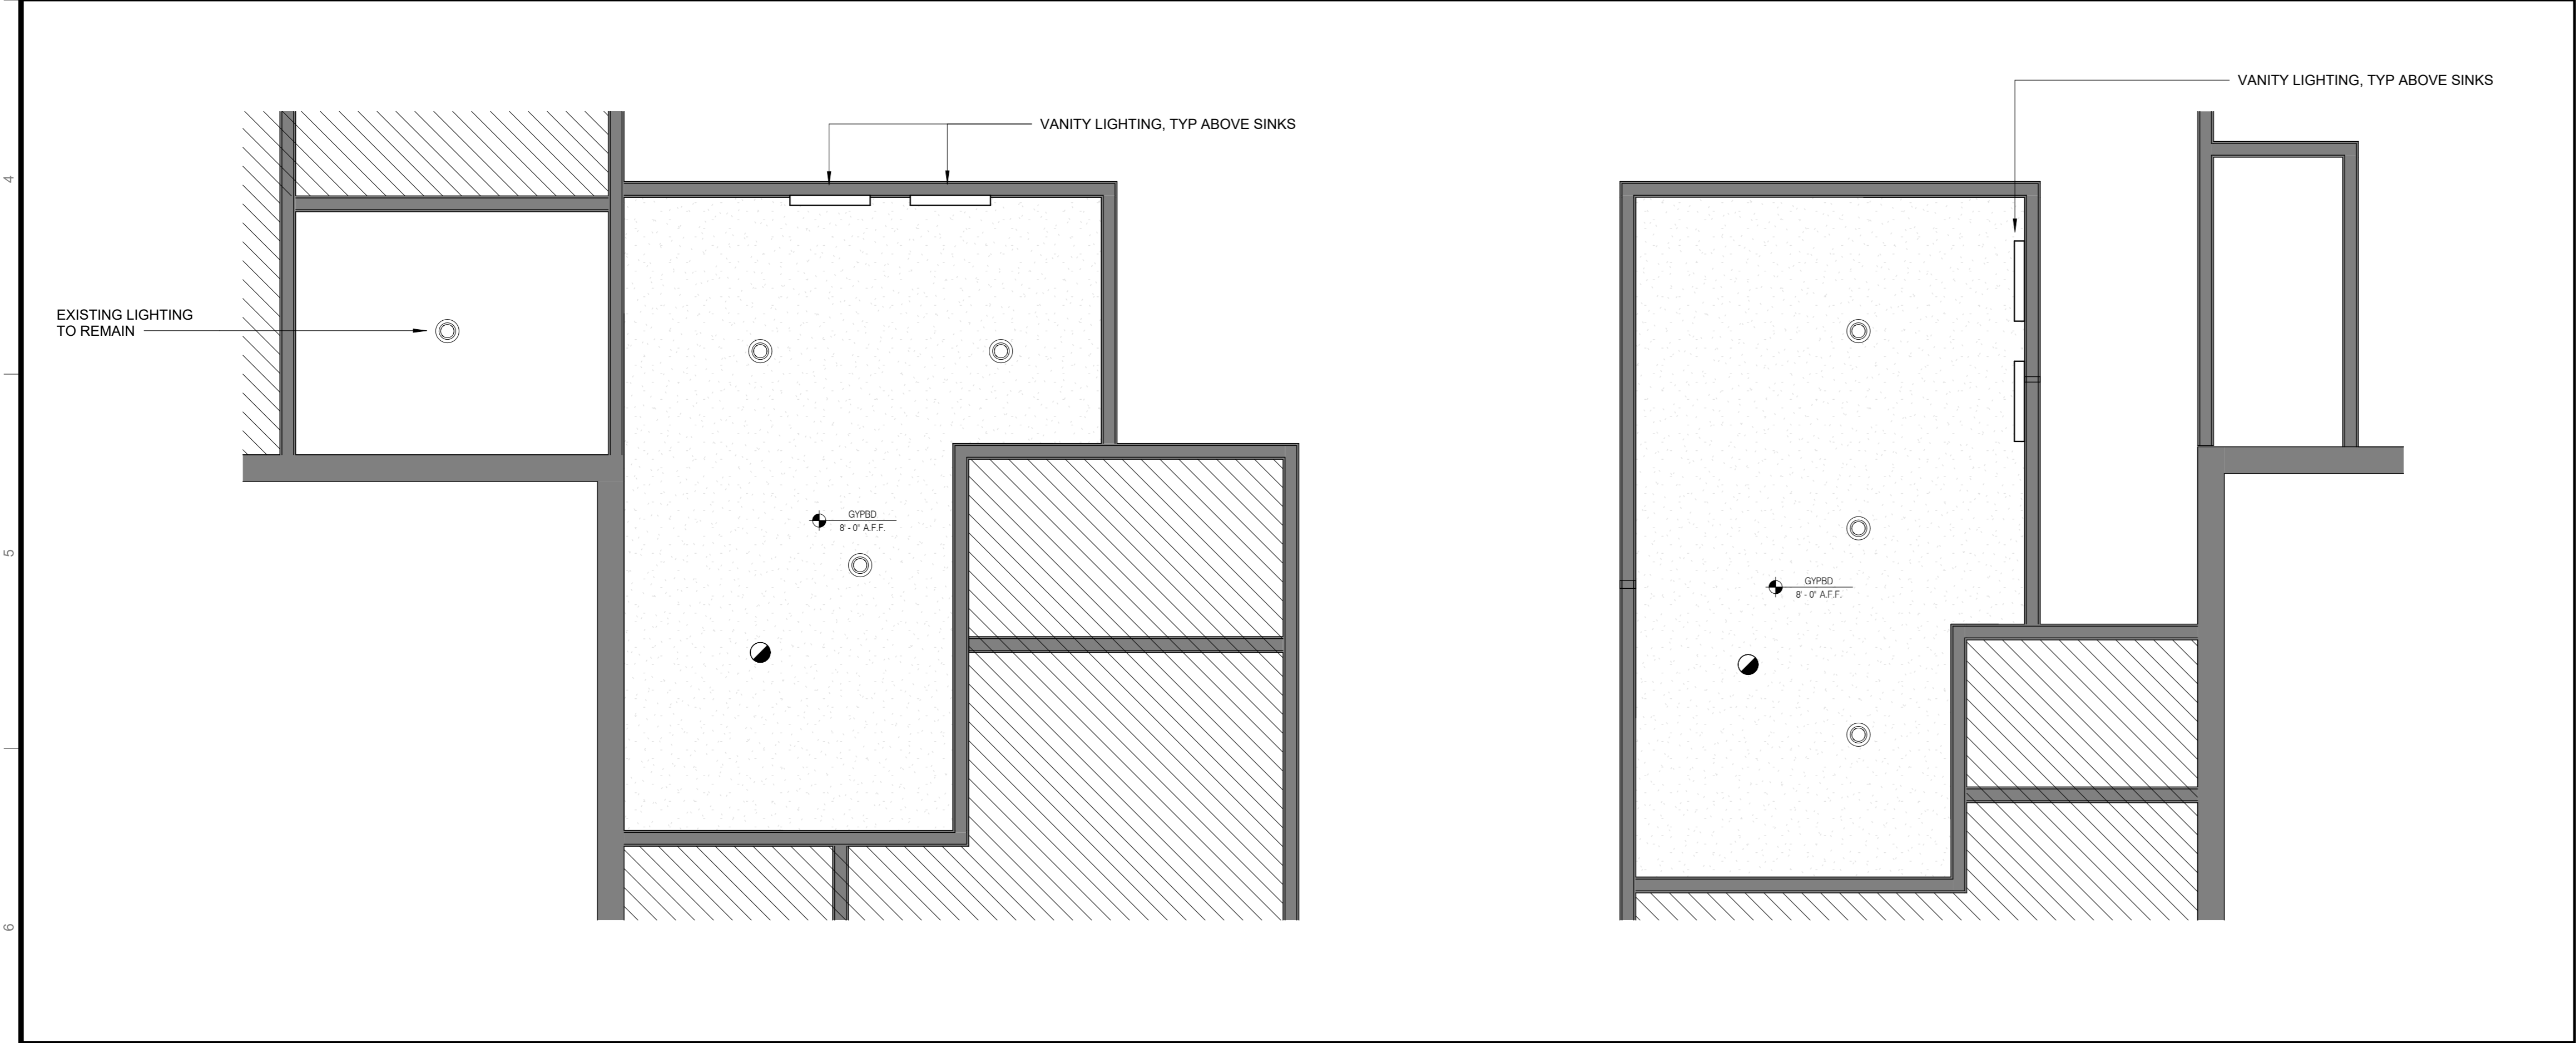 VANITY LIGHTING, TYP ABOVE SINKS
VANITY LIGHTING, TYP ABOVE SINKS
4
EXISTING LIGHTING
TO REMAIN
GYPBD
8' - 0" A.F.F.
5
GYPBD
8' - 0" A.F.F.
6